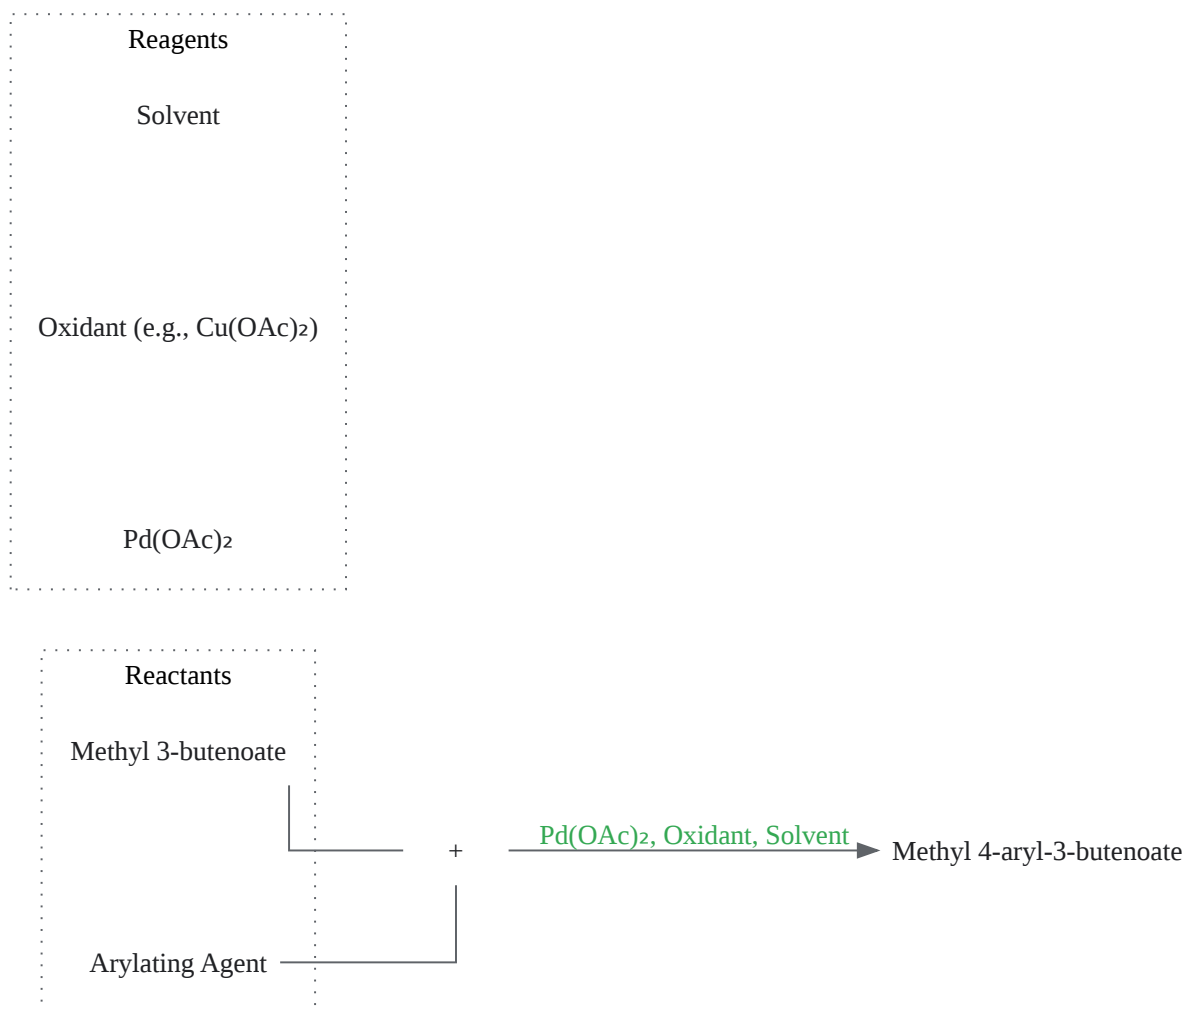 Reagents
Solvent
Oxidant (e.g., Cu(OAc)₂)
Pd(OAc)₂
Reactants
Methyl 3-butenoate
Pd(OAc)₂, Oxidant, Solvent
+
Methyl 4-aryl-3-butenoate
Arylating Agent